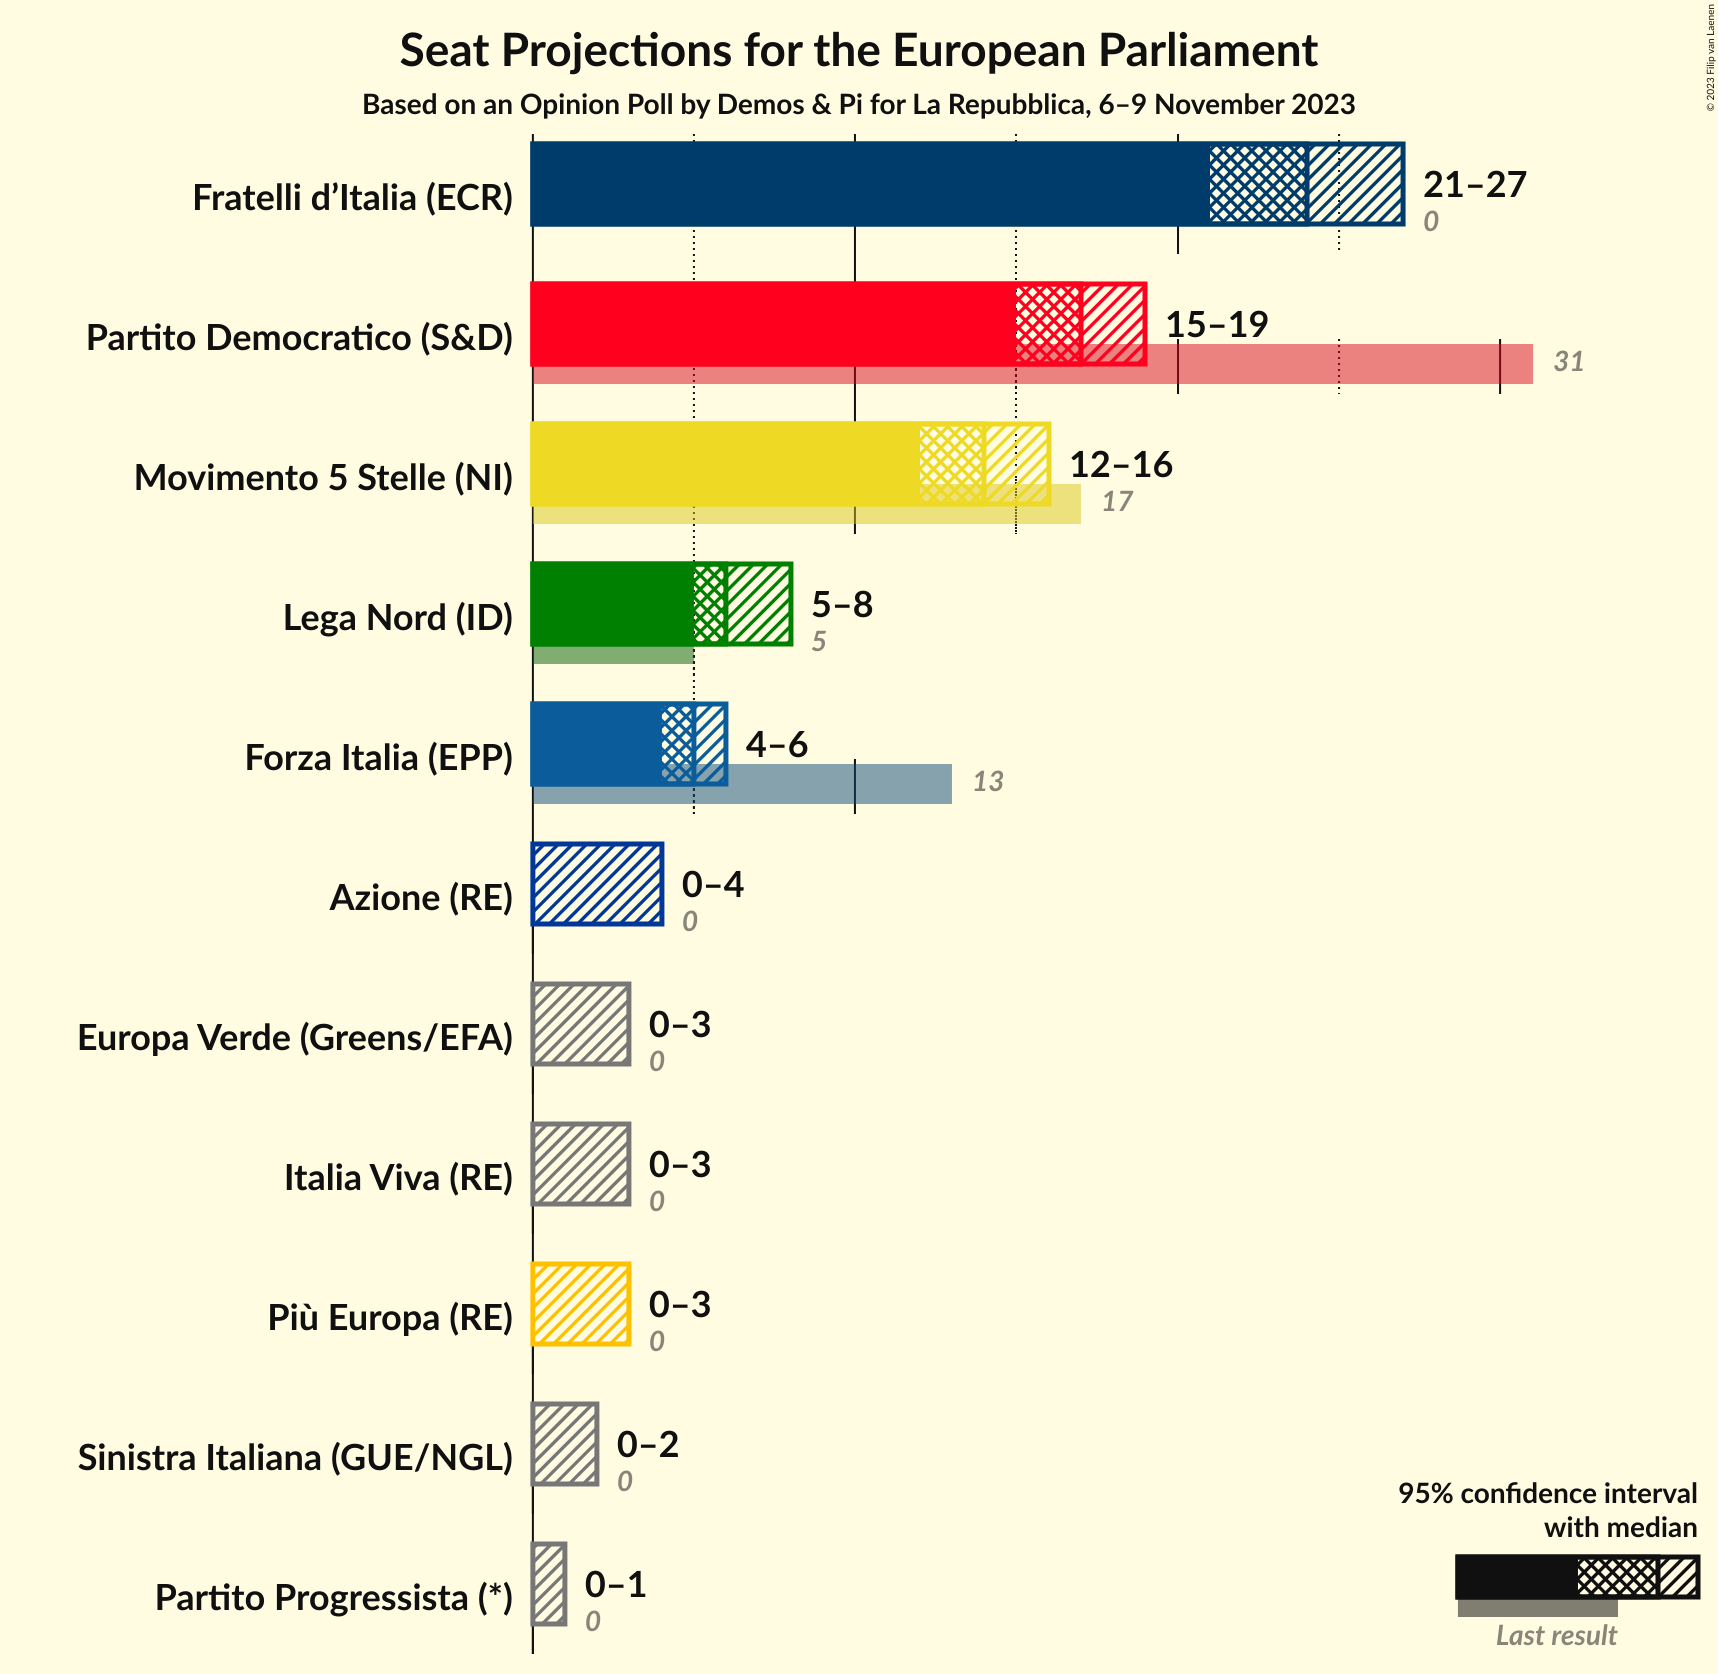 Seat Projections for the European Parliament
Based on an Opinion Poll by Demos & Pi for La Repubblica, 6–9 November 2023
© 2023 Filip van Laenen
Fratelli d’Italia (ECR)
21–27
0
Partito Democratico (S&D)
15–19
31
Movimento 5 Stelle (NI)
12–16
17
Lega Nord (ID)
5–8
5
Forza Italia (EPP)
4–6
13
Azione (RE)
0–4
0
Europa Verde (Greens/EFA)
0–3
0
Italia Viva (RE)
0–3
0
Più Europa (RE)
0–3
0
Sinistra Italiana (GUE/NGL)
0–2
0
Partito Progressista (*)
0–1
0
95% confidence interval
with median
Last result